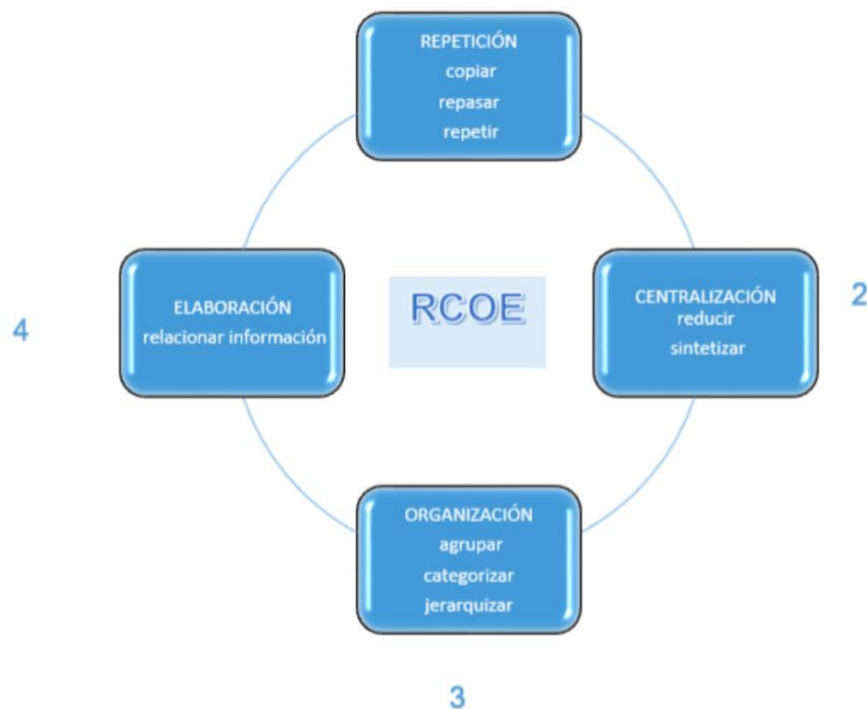 REPETICIÓN
copiar
repasar
repetir
CENTRALIZACIÓN
reducir
sintetizar
2
ORGANIZACIÓN
agrupar
categorizar
jerarquizar
3
ELABORACIÓN
relacionar información
4
RCOE